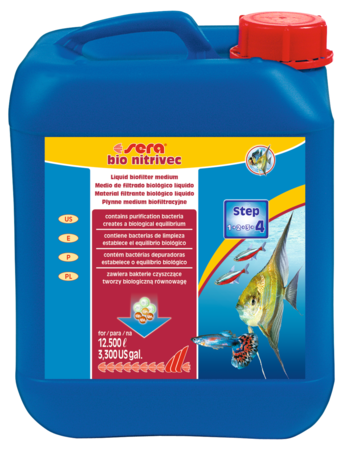 sera
bio nitrivec
Liquid biofilter medium
Medio de filtrado biológico líquido
Material filtrante biológico líquido
Płynne medium biofiltracyjne
US
contains purification bacteria
creates a biological equilibrium
E
contiene bacterias de limpieza
establece el equilibrio biológico
P
contém bactérias depuradoras
estabelece o equilíbrio biológico
PL
zawiera bakterie czyszczące
tworzy biologiczną równowagę
Step
4
for / para / na
12.500 ℓ
3,300 US gal.